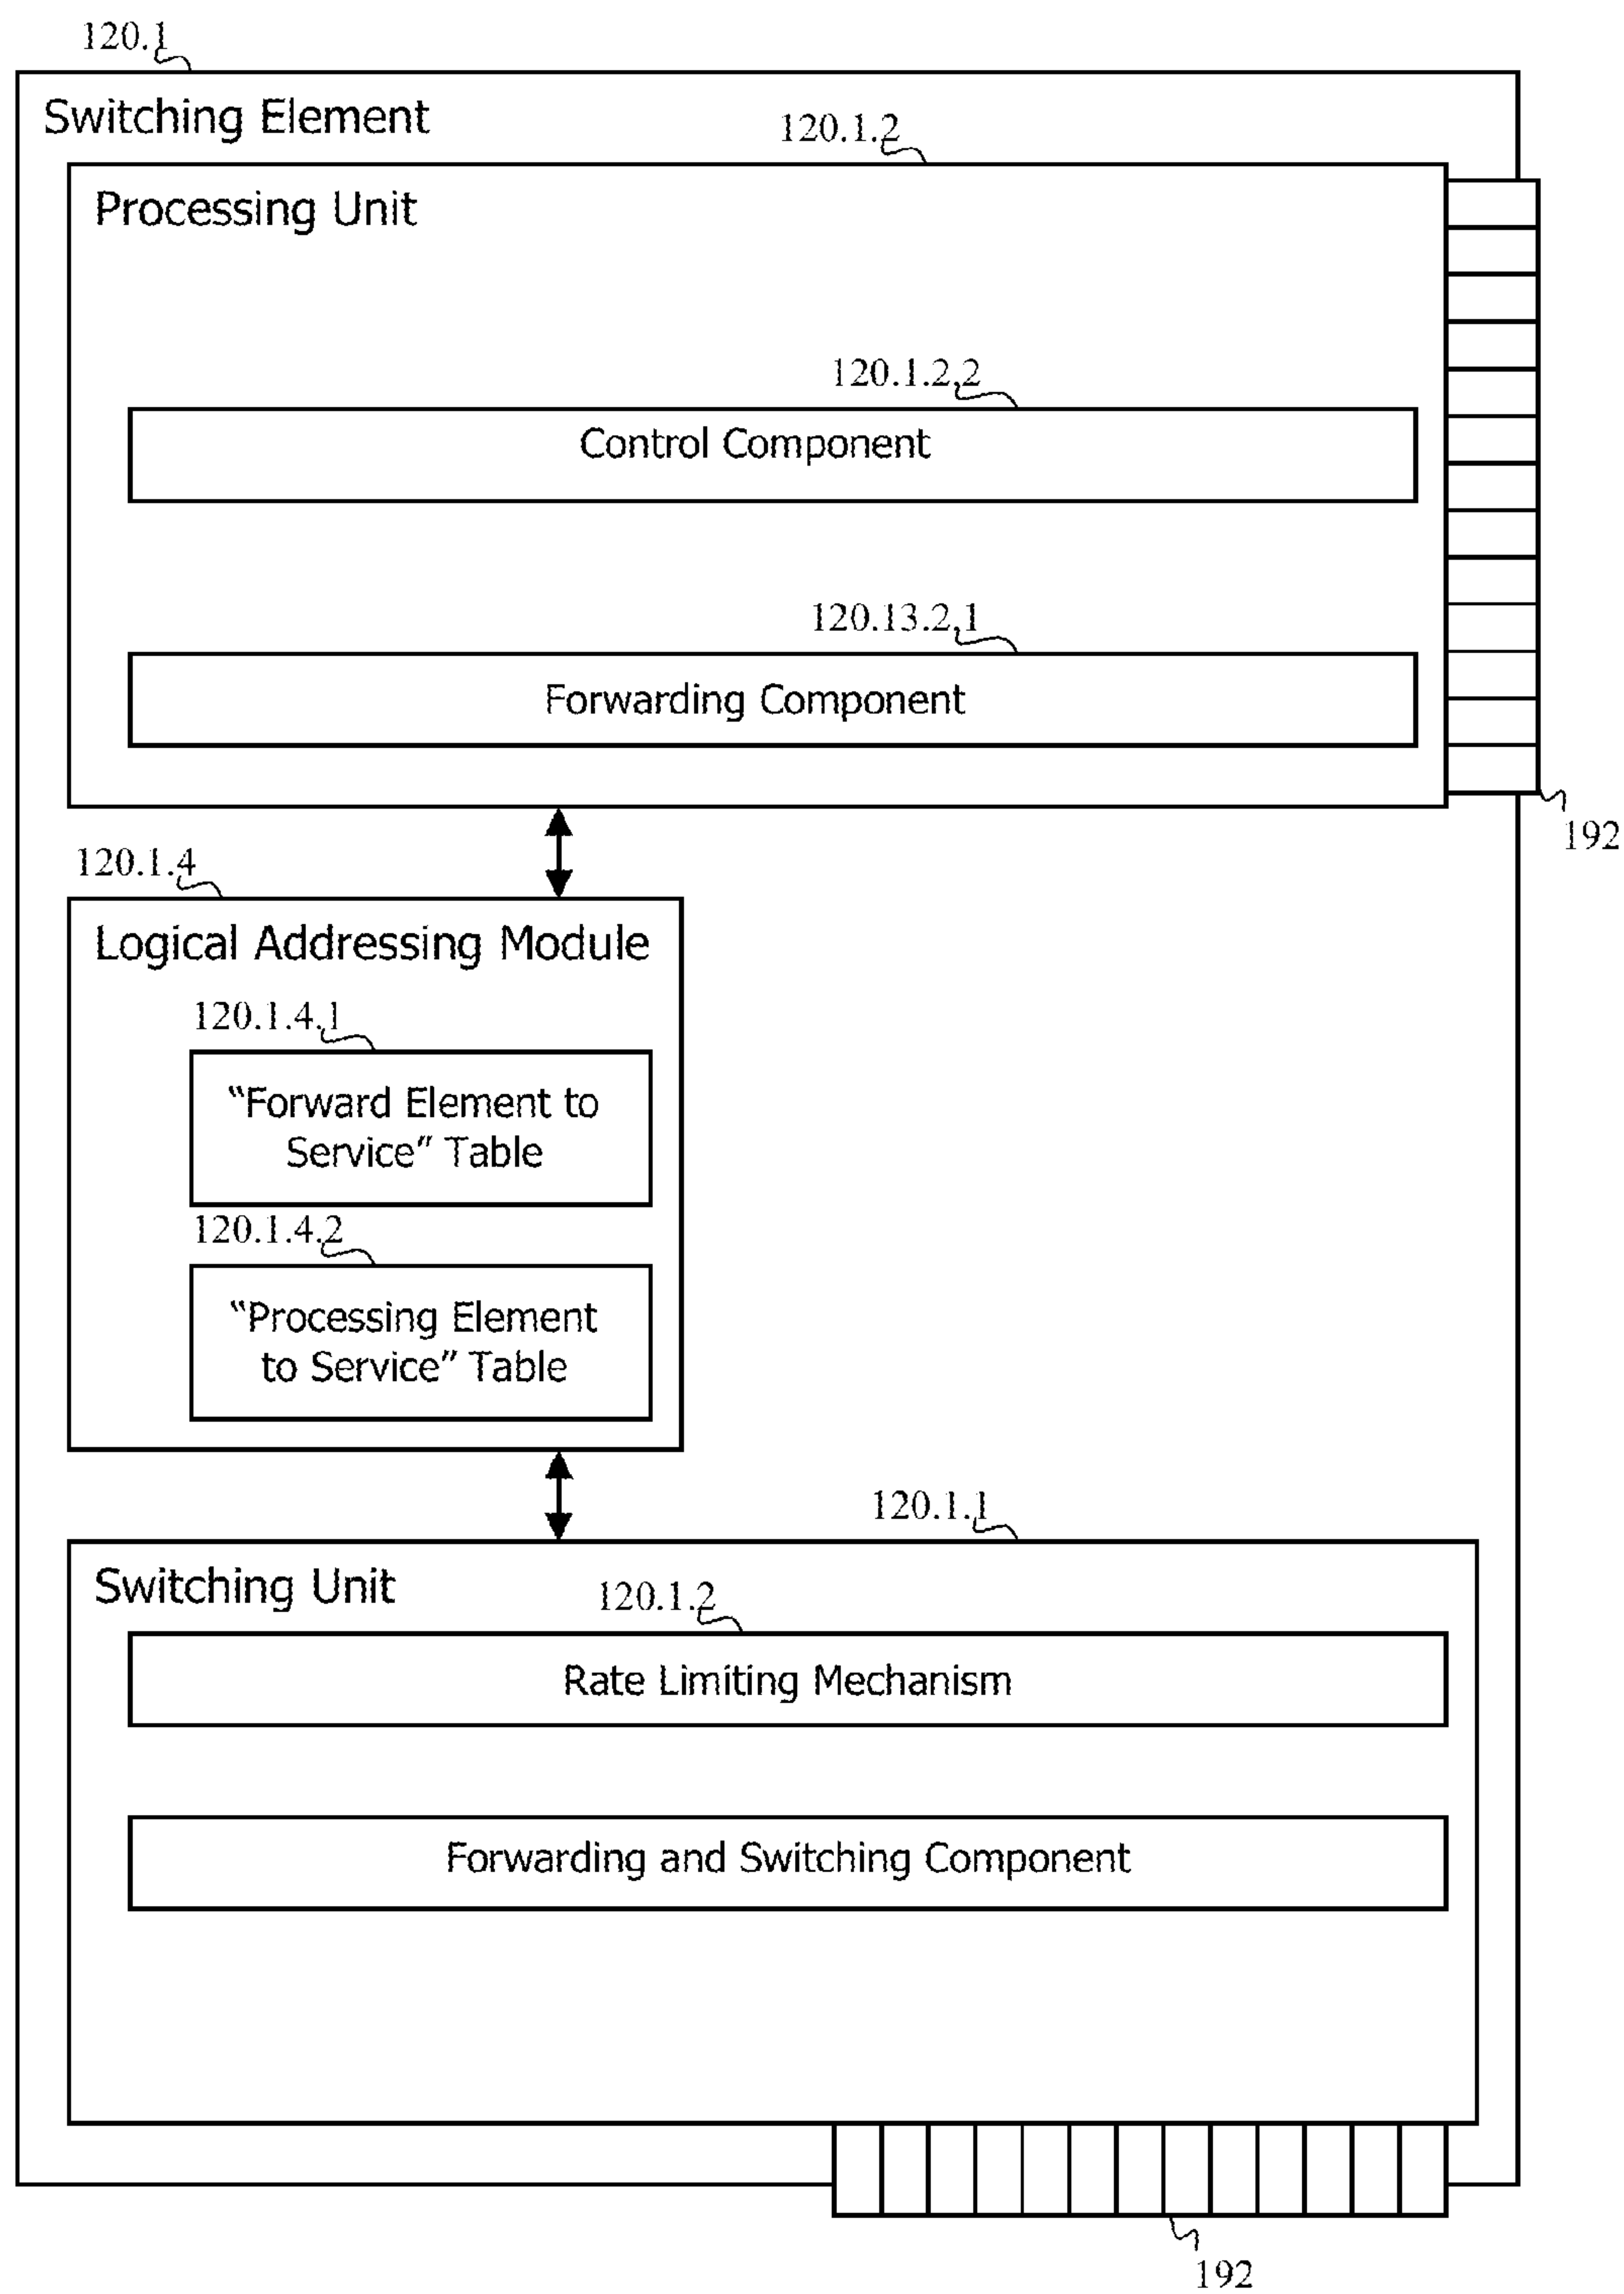 120.1
Switching Element
120.1.2
Processing Unit
120.1.2.2
Control Component
120.13.2.1
Forwarding Component
192
120.1.4
Logical Addressing Module
120.1.4.1
“Forward Element to
Service” Table
120.1.4.2
“Processing Element
to Service” Table
120.1.1
Switching Unit
120.1.2
Rate Limiting Mechanism
Forwarding and Switching Component
192